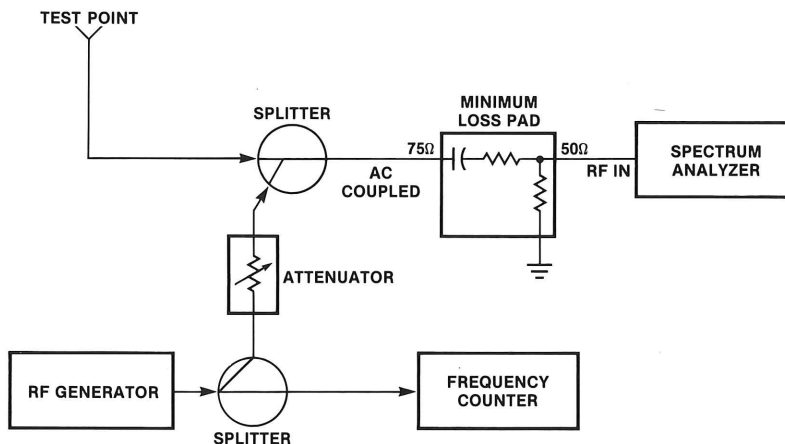 TEST POINT
SPLITTER
MINIMUM
LOSS PAD
75Ω
50Ω
AC
COUPLED
RF IN
SPECTRUM
ANALYZER
ATTENUATOR
RF GENERATOR
SPLITTER
FREQUENCY
COUNTER